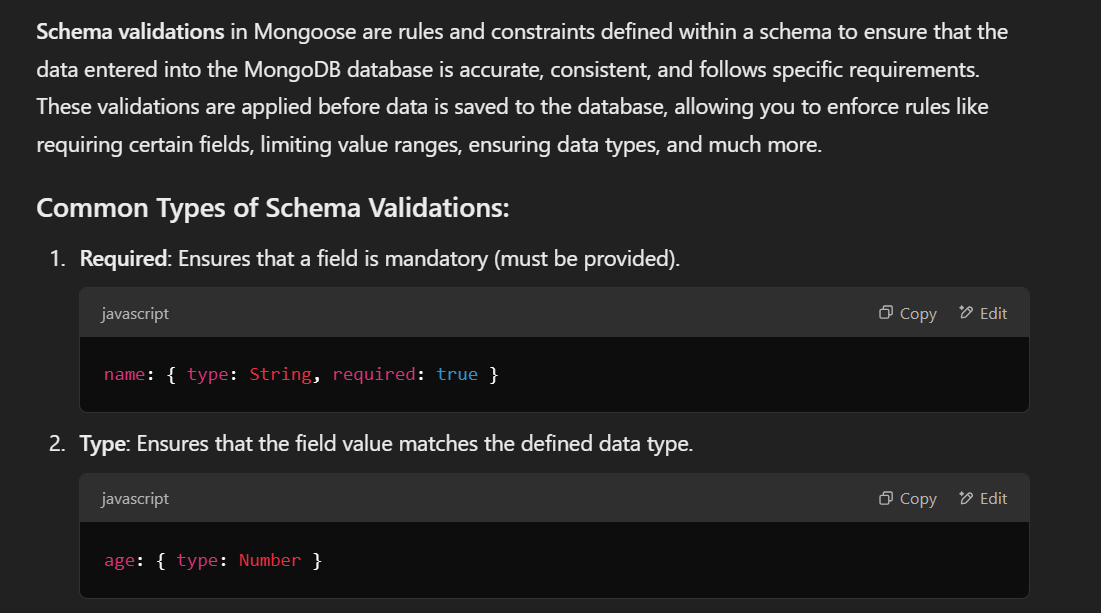 Schema validations in Mongoose are rules and constraints defined within a schema to ensure that the
data entered into the MongoDB database is accurate, consistent, and follows specific requirements.
These validations are applied before data is saved to the database, allowing you to enforce rules like
requiring certain fields, limiting value ranges, ensuring data types, and much more.
Common Types of Schema Validations:
1. Required: Ensures that a field is mandatory (must be provided).
javascript Copy Edit
name: { type: String, required: true }
2. Type: Ensures that the field value matches the defined data type.
javascript Copy Edit
age: { type: Number }